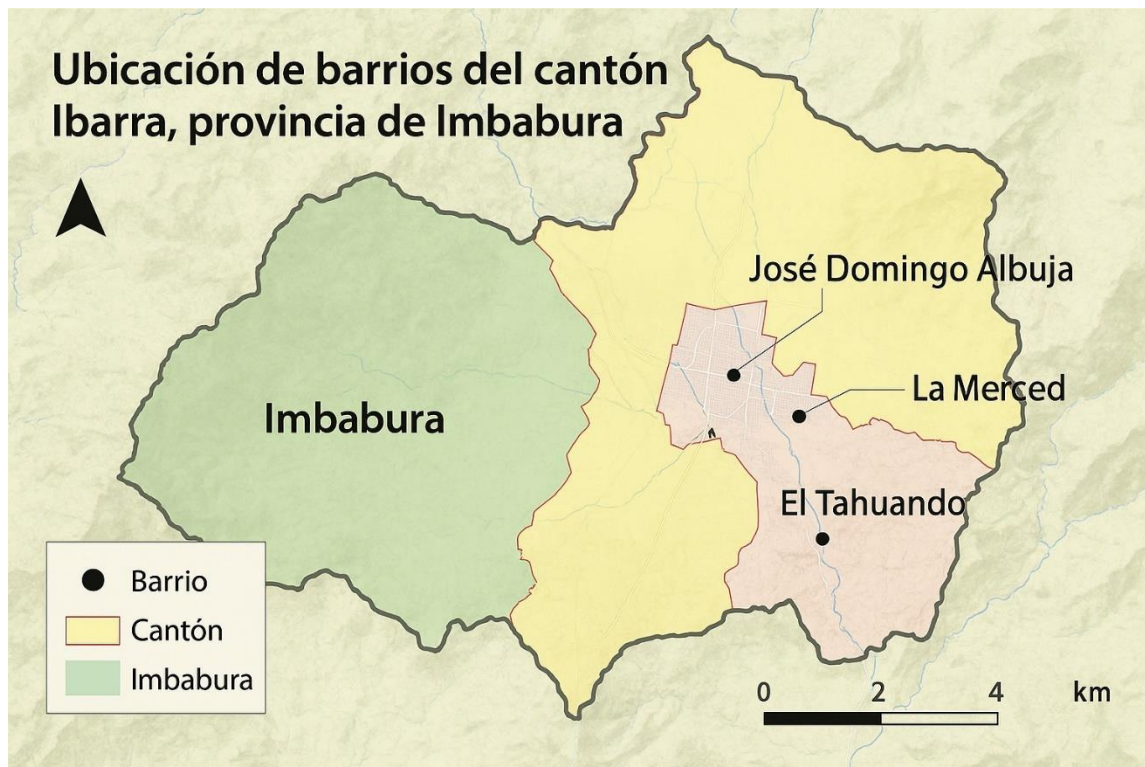 Ubicación de barrios del cantón
Ibarra, provincia de Imbabura
José Domingo Albuja
La Merced
Imbabura
El Tahuando
Barrio
Cantón
Imbabura
0 2 4 km